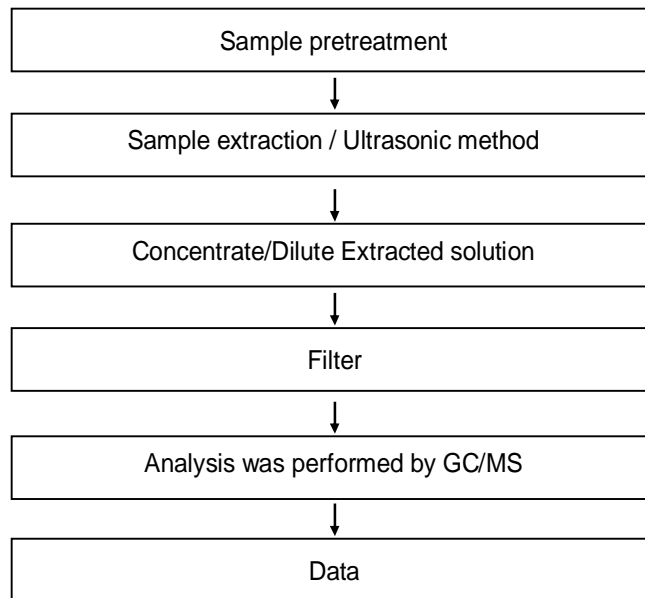 Sample pretreatment
Sample extraction / Ultrasonic method
Concentrate/Dilute Extracted solution
Filter
Analysis was performed by GC/MS
Data